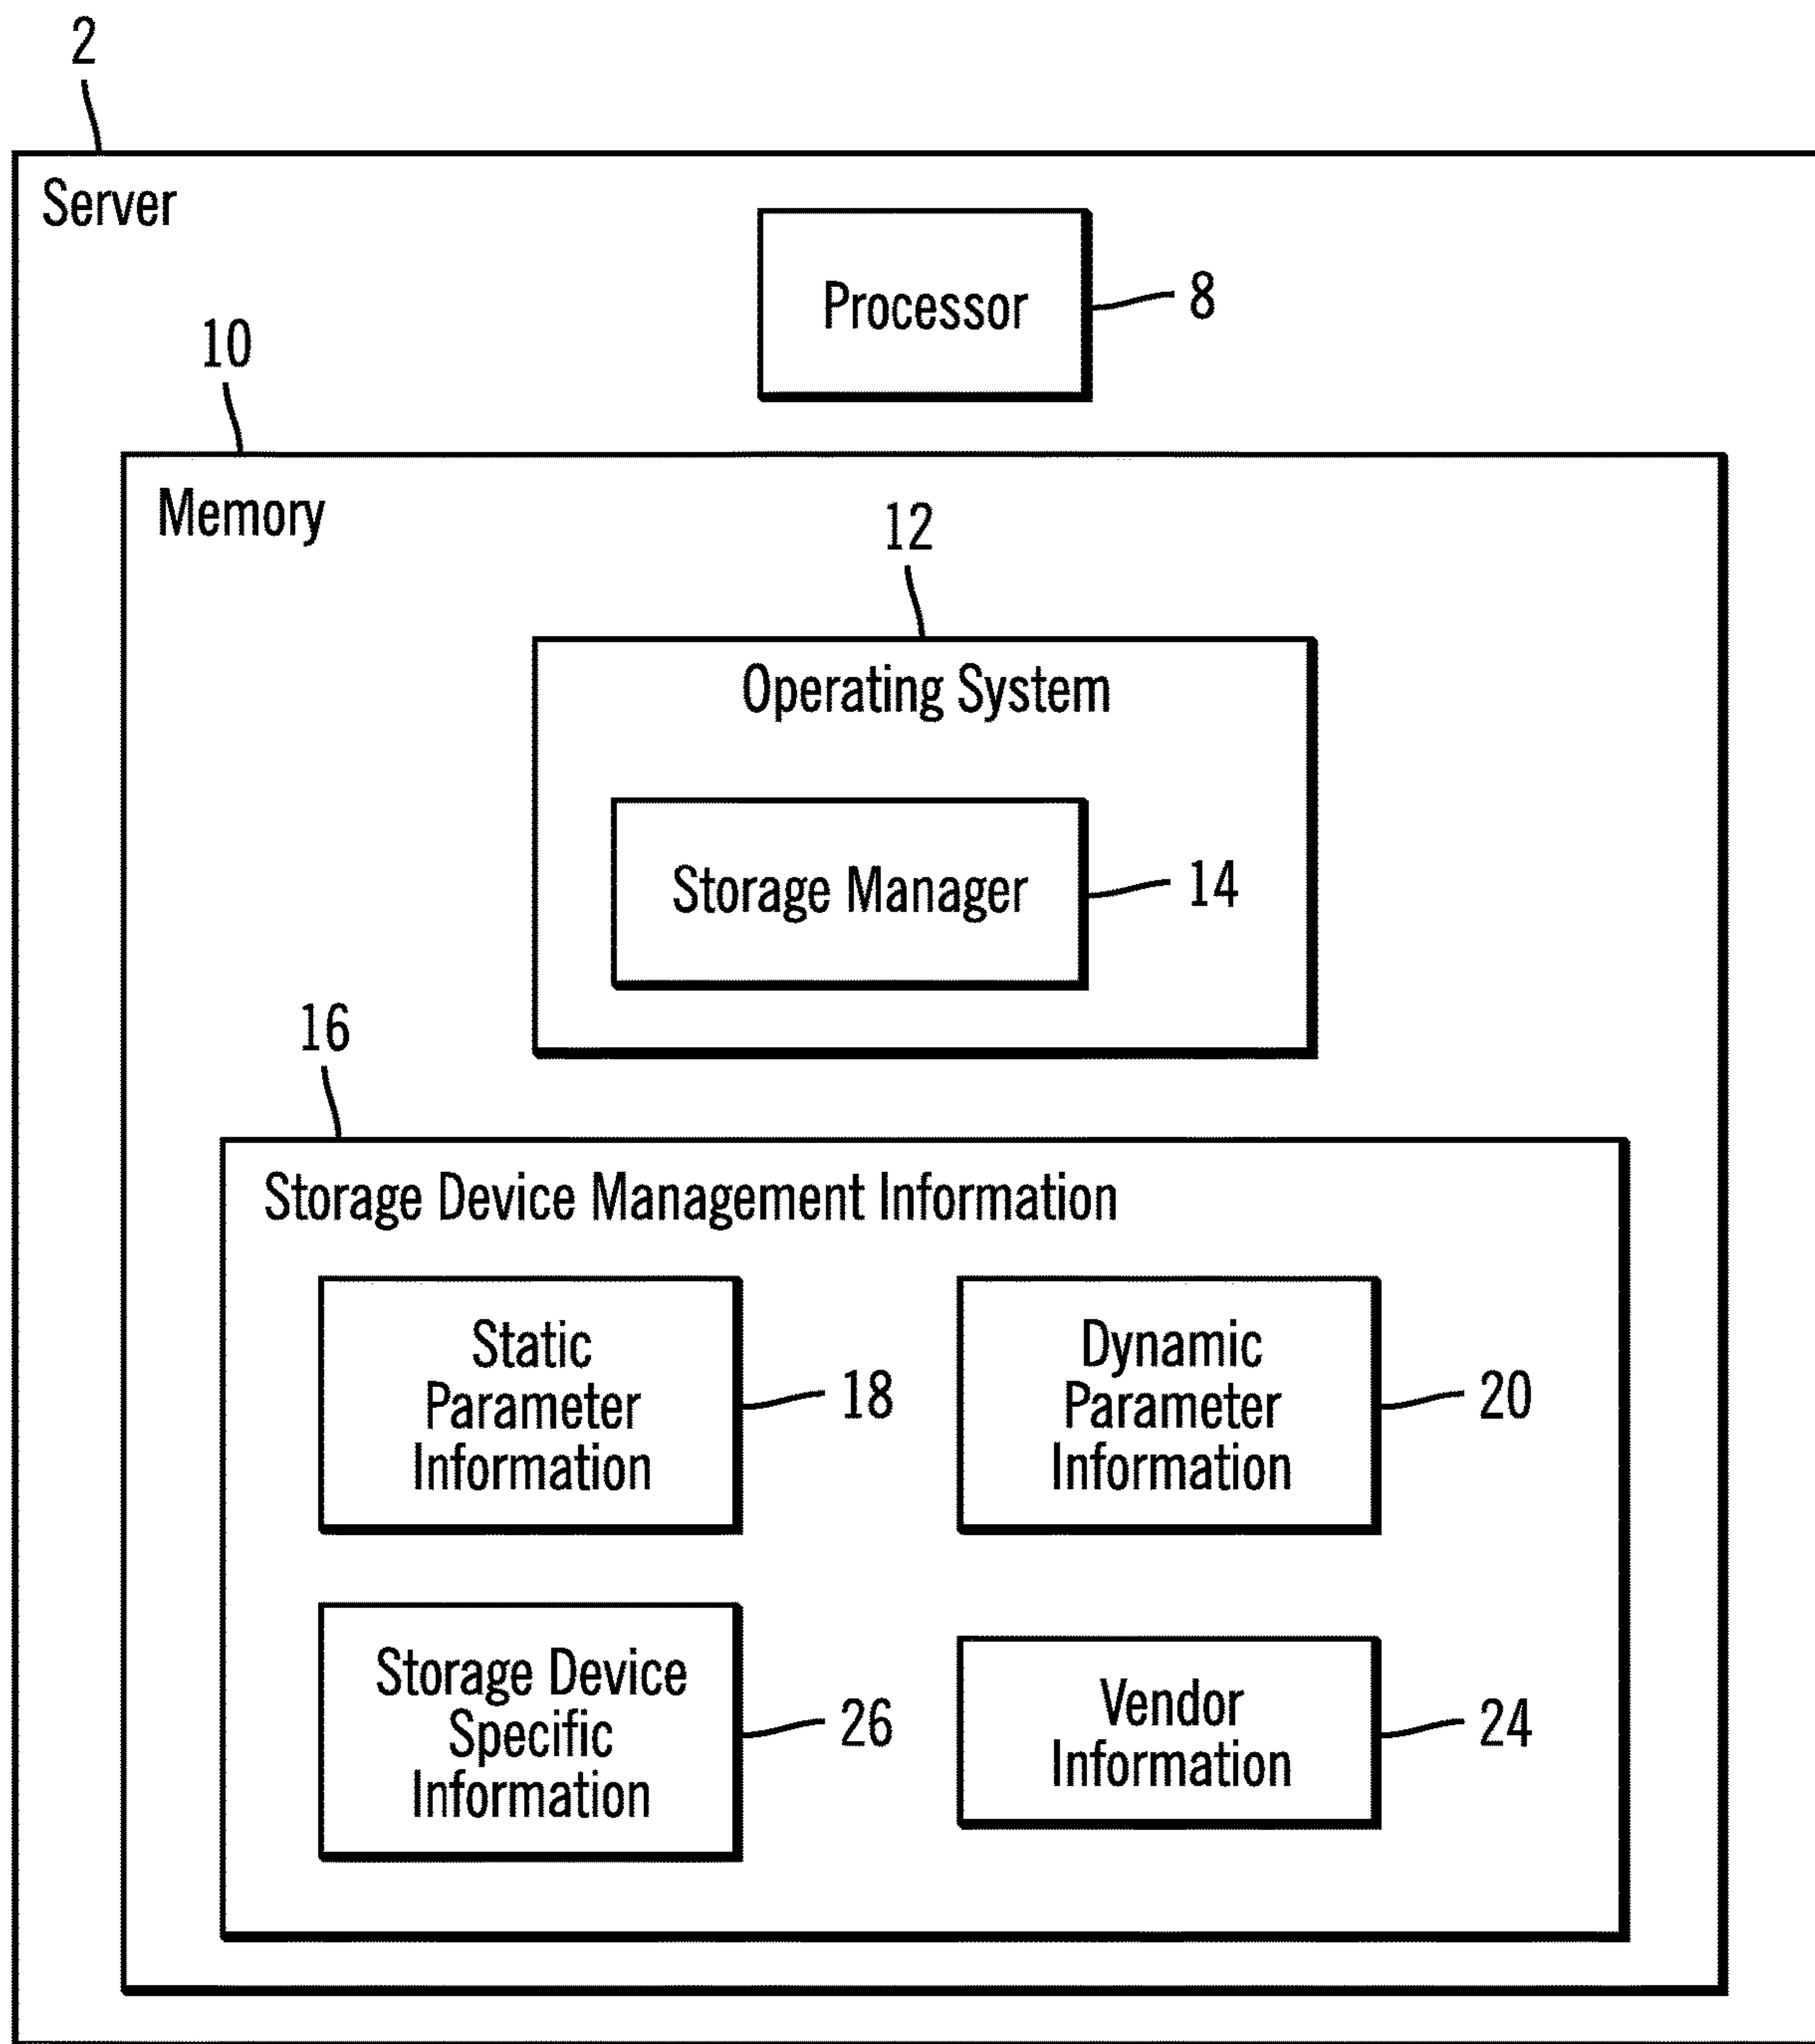 2
Server
Processor
8
10
Memory
12
Operating System
Storage Manager
14
16
Storage Device Management Information
Static
Parameter
Information
18
Dynamic
Parameter
Information
20
Storage Device
Specific
Information
26
Vendor
Information
24